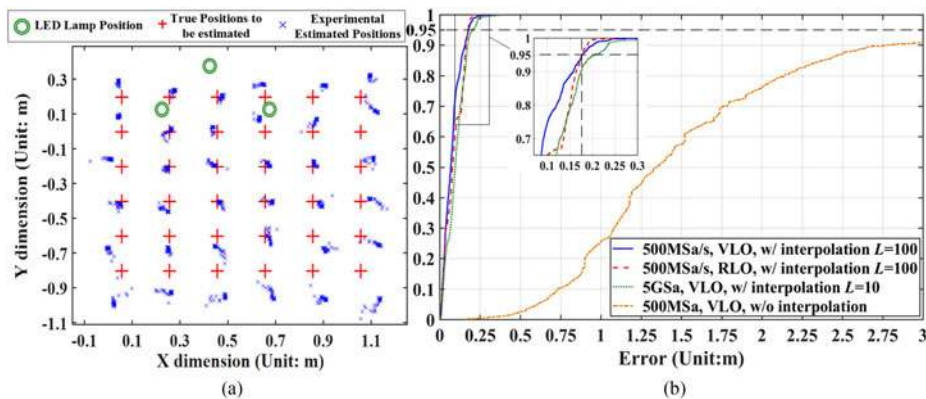 LED Lamp Position
True Positions to
be estimated
Experimental
Estimated Positions
Y dimension (Unit: m)
0.3
0.1
-0.1
-0.3
-0.5
-0.7
-0.9
-1.1
-0.1 0.1 0.3 0.5 0.7 0.9 1.1
X dimension (Unit: m)
(a)
1
0.95
0.9
0.8
0.7
0.6
0.5
0.4
0.3
0.2
0.1
0
1
0.95
0.9
0.8
0.7
0.1 0.15 0.2 0.25 0.3
500MSa/s, VLO, w/ interpolation L=100
500MSa/s, RLO, w/ interpolation L=100
5GSa, VLO, w/ interpolation L=10
500MSa, VLO, w/o interpolation
0 0.25 0.5 0.75 1 1.25 1.5 1.75 2 2.25 2.5 2.75 3
Error (Unit:m)
(b)